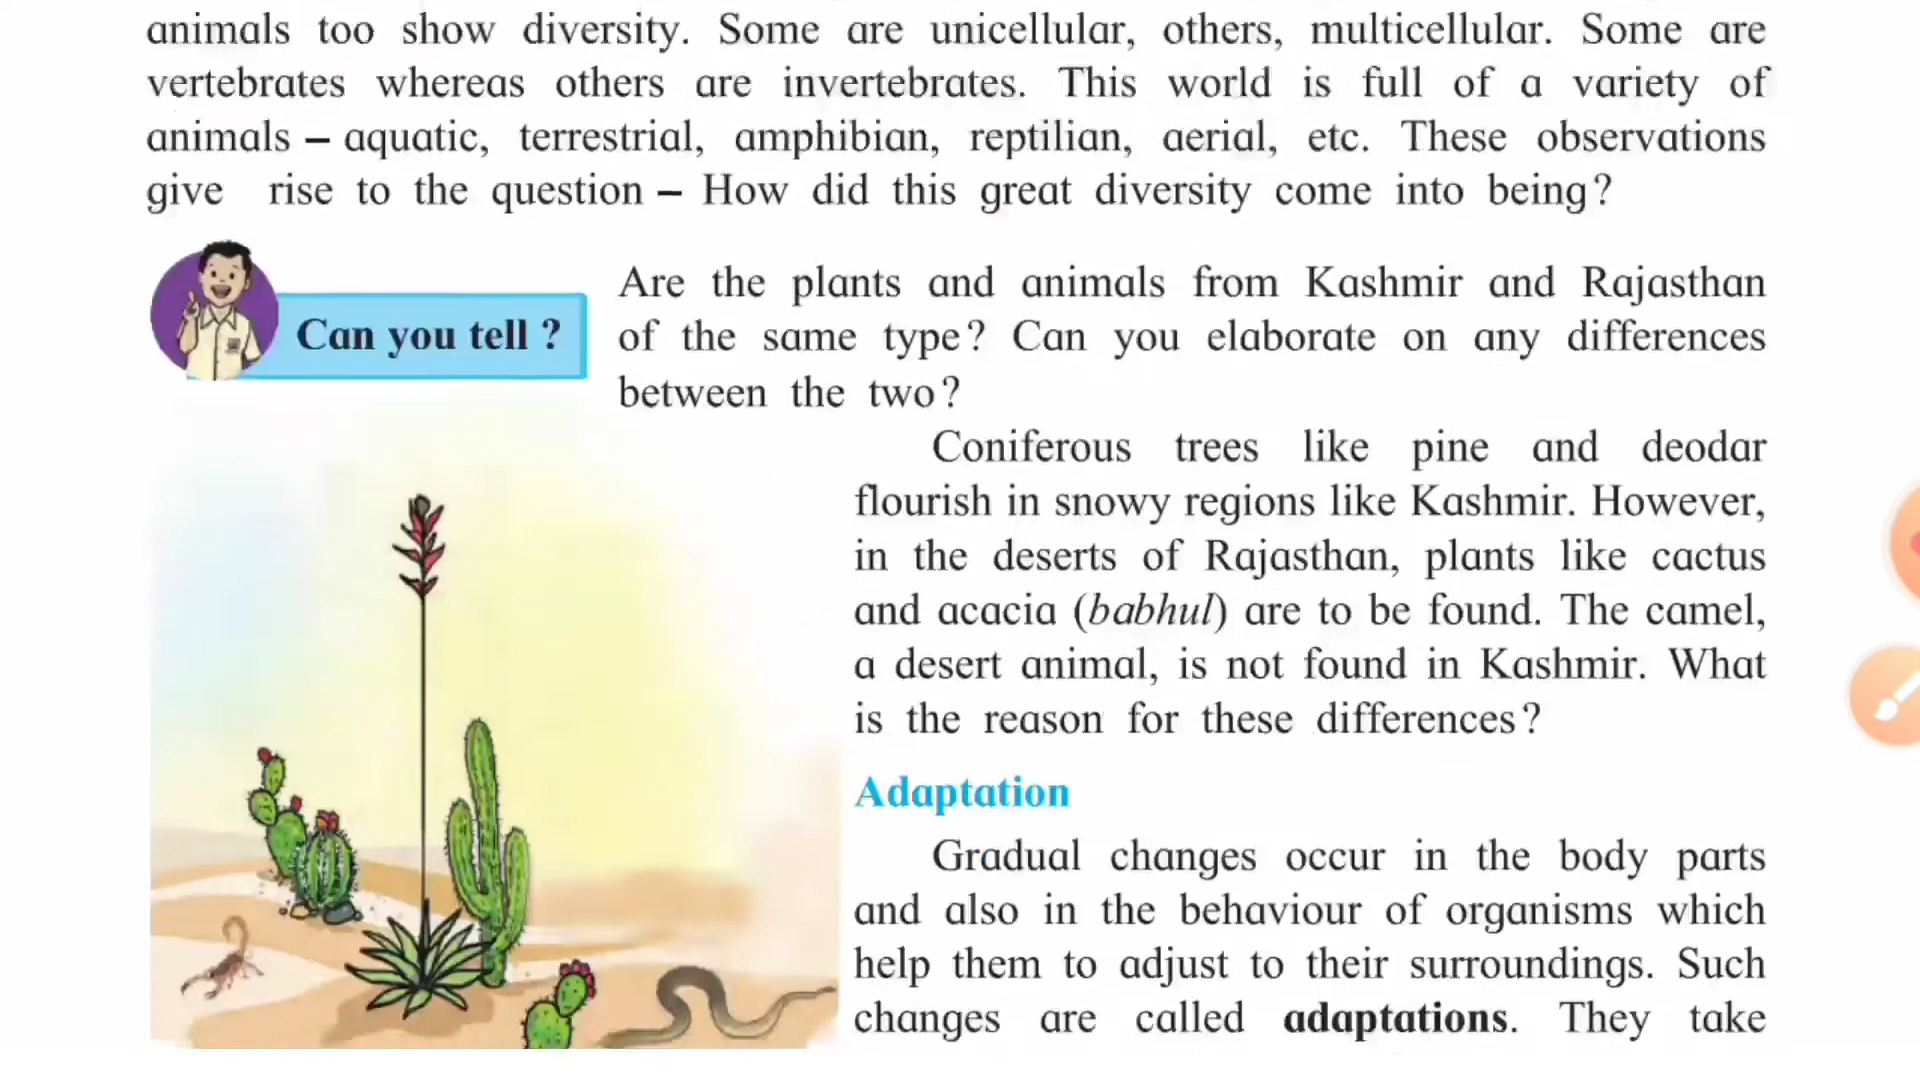 animals too show diversity. Some are unicellular, others, multicellular. Some are
vertebrates whereas others are invertebrates. This world is full of a variety of
animals – aquatic, terrestrial, amphibian, reptilian, aerial, etc. These observations
give rise to the question – How did this great diversity come into being?
Can you tell ?
Are the plants and animals from Kashmir and Rajasthan
of the same type? Can you elaborate on any differences
between the two?
Coniferous trees like pine and deodar
flourish in snowy regions like Kashmir. However,
in the deserts of Rajasthan, plants like cactus
and acacia (babhul) are to be found. The camel,
a desert animal, is not found in Kashmir. What
is the reason for these differences?
Adaptation
Gradual changes occur in the body parts
and also in the behaviour of organisms which
help them to adjust to their surroundings. Such
changes are called adaptations. They take